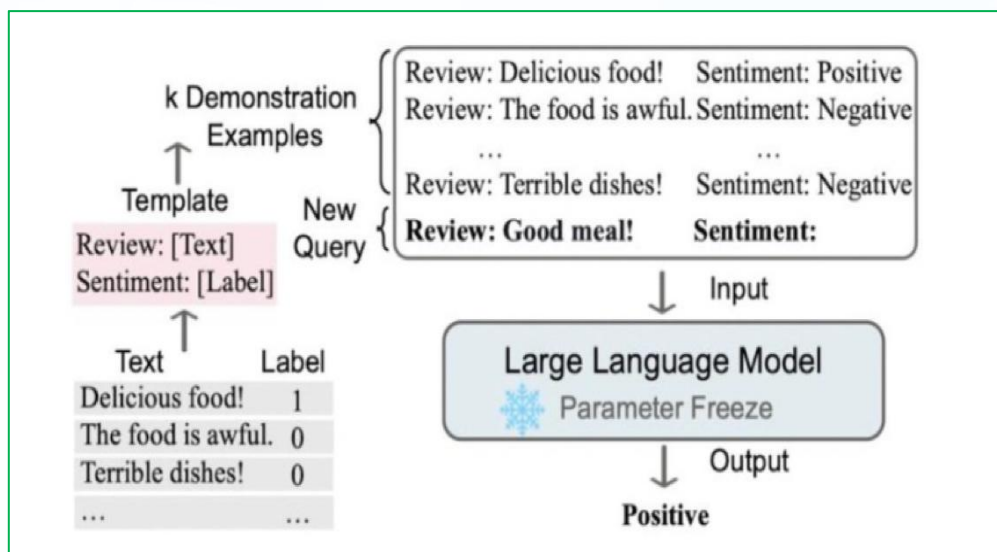 k Demonstration
Examples
Review: Delicious food! Sentiment: Positive
Review: The food is awful. Sentiment: Negative
... ...
Review: Terrible dishes! Sentiment: Negative
New
Query
Review: Good meal! Sentiment:
Template
Review: [Text]
Sentiment: [Label]
Text Label
Delicious food! 1
The food is awful. 0
Terrible dishes! 0
... ...
Input
Large Language Model
Parameter Freeze
Output
Positive